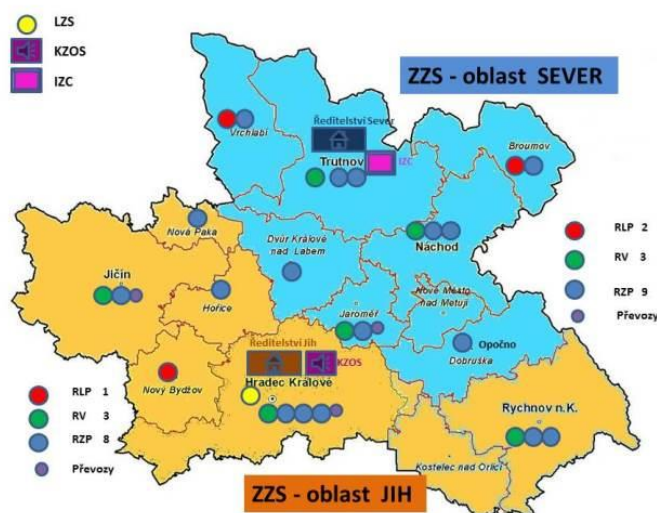 LZS
KZOS
IZC
ZZS - oblast SEVER
Vrchlabí
Ředitelství Sever
Trutnov
IZC
Broumov
Nová Paka
Dvůr Králové
nad Labem
Náchod
RLP 2
RV 3
RZP 9
Převozy
Jičín
Hořice
Nové Město
nad Metují
Jaroměř
Opočno
Dobruška
Ředitelství Jih
KZOS
Hradec Králové
Nový Bydžov
RLP 1
RV 3
RZP 8
Převozy
Rychnov n.K.
Kostelec nad Orlicí
ZZS - oblast JIH